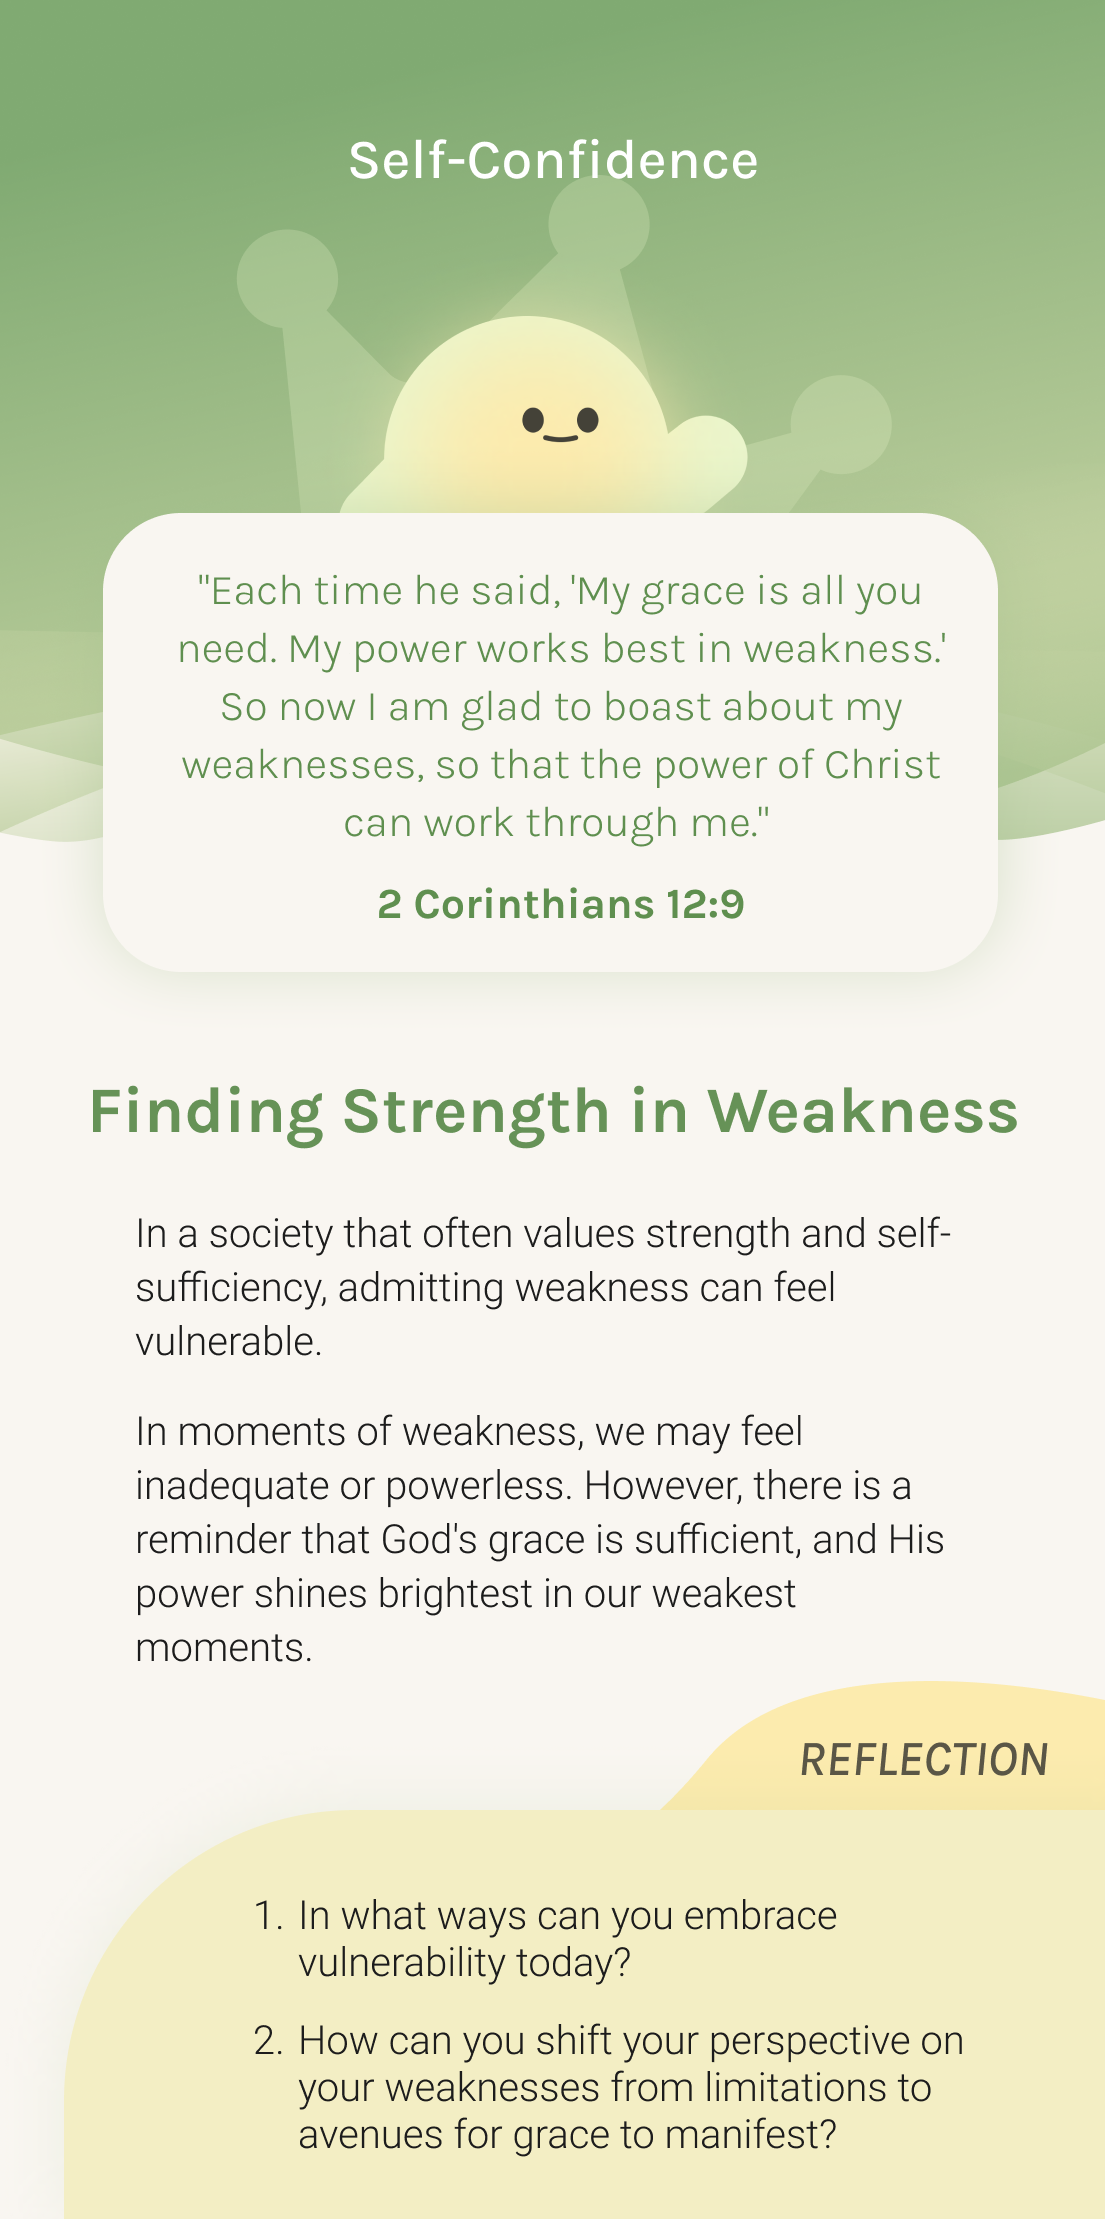 Self-Confidence
"Each time he said, 'My grace is all you
need. My power works best in weakness.'
So now I am glad to boast about my
weaknesses, so that the power of Christ
can work through me."
2 Corinthians 12:9
Finding Strength in Weakness
In a society that often values strength and self-
sufficiency, admitting weakness can feel
vulnerable.
In moments of weakness, we may feel
inadequate or powerless. However, there is a
reminder that God's grace is sufficient, and His
power shines brightest in our weakest
moments.
REFLECTION
1. In what ways can you embrace
vulnerability today?
2. How can you shift your perspective on
your weaknesses from limitations to
avenues for grace to manifest?